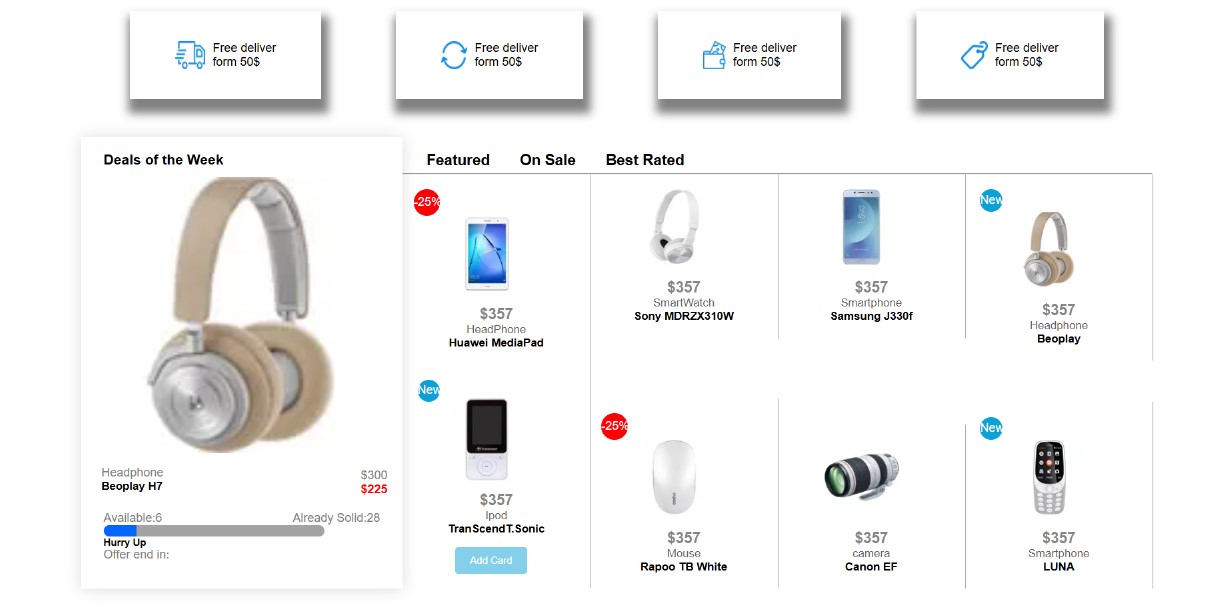 Free deliver
form 50$
Free deliver
form 50$
Free deliver
form 50$
Free deliver
form 50$
Deals of the Week
Headphone
Beoplay H7
$300
$225
Available:6
Already Solid:28
Hurry Up
Offer end in:
Featured
On Sale
Best Rated
-25%
$357
HeadPhone
Huawei MediaPad
$357
SmartWatch
Sony MDRZX310W
$357
Smartphone
Samsung J330f
New
$357
Headphone
Beoplay
New
$357
Ipod
TranScendT.Sonic
Add Card
-25%
$357
Mouse
Rapoo TB White
$357
camera
Canon EF
New
$357
Smartphone
LUNA